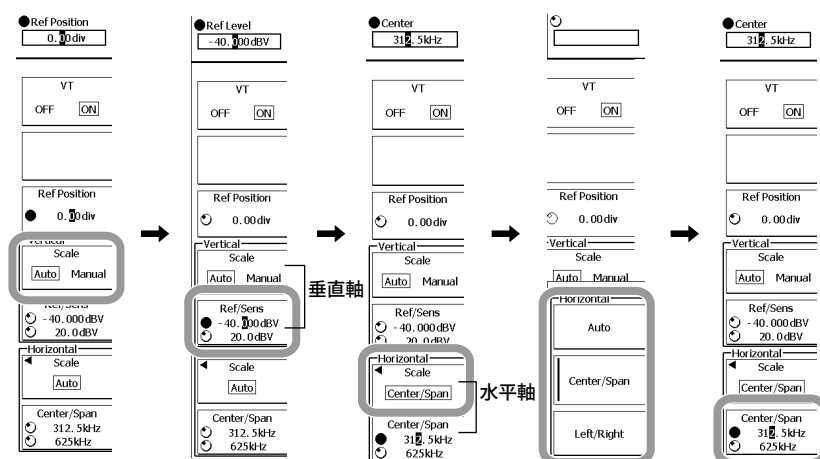 Ref Position
0.00div
VT
OFF ON
Ref Position
0.00div
Vertical
Scale
Auto Manual
Ref/Sens
-40.000dBV
20.0dBV
Horizontal
Scale
Auto
Center/Span
312.5kHz
625kHz
Ref Level
-40.000dBV
VT
OFF ON
Ref Position
0.00div
Vertical
Scale
Auto Manual
Ref/Sens
-40.000dBV
20.0dBV
Scale
Auto
Center/Span
312.5kHz
625kHz
垂直軸
Center
312.5kHz
VT
OFF ON
Ref Position
0.00div
Vertical
Scale
Auto Manual
Ref/Sens
-40.000dBV
20.0dBV
Horizontal
Scale
Center/Span
Center/Span
312.5kHz
625kHz
水平軸
VT
OFF ON
Ref Position
0.00div
Vertical
Scale
Auto Manual
Horizontal
Auto
Center/Span
Left/Right
Center
312.5kHz
VT
OFF ON
Ref Position
0.00div
Vertical
Scale
Auto Manual
Ref/Sens
-40.000dBV
20.0dBV
Horizontal
Scale
Center/Span
Center/Span
312.5kHz
625kHz